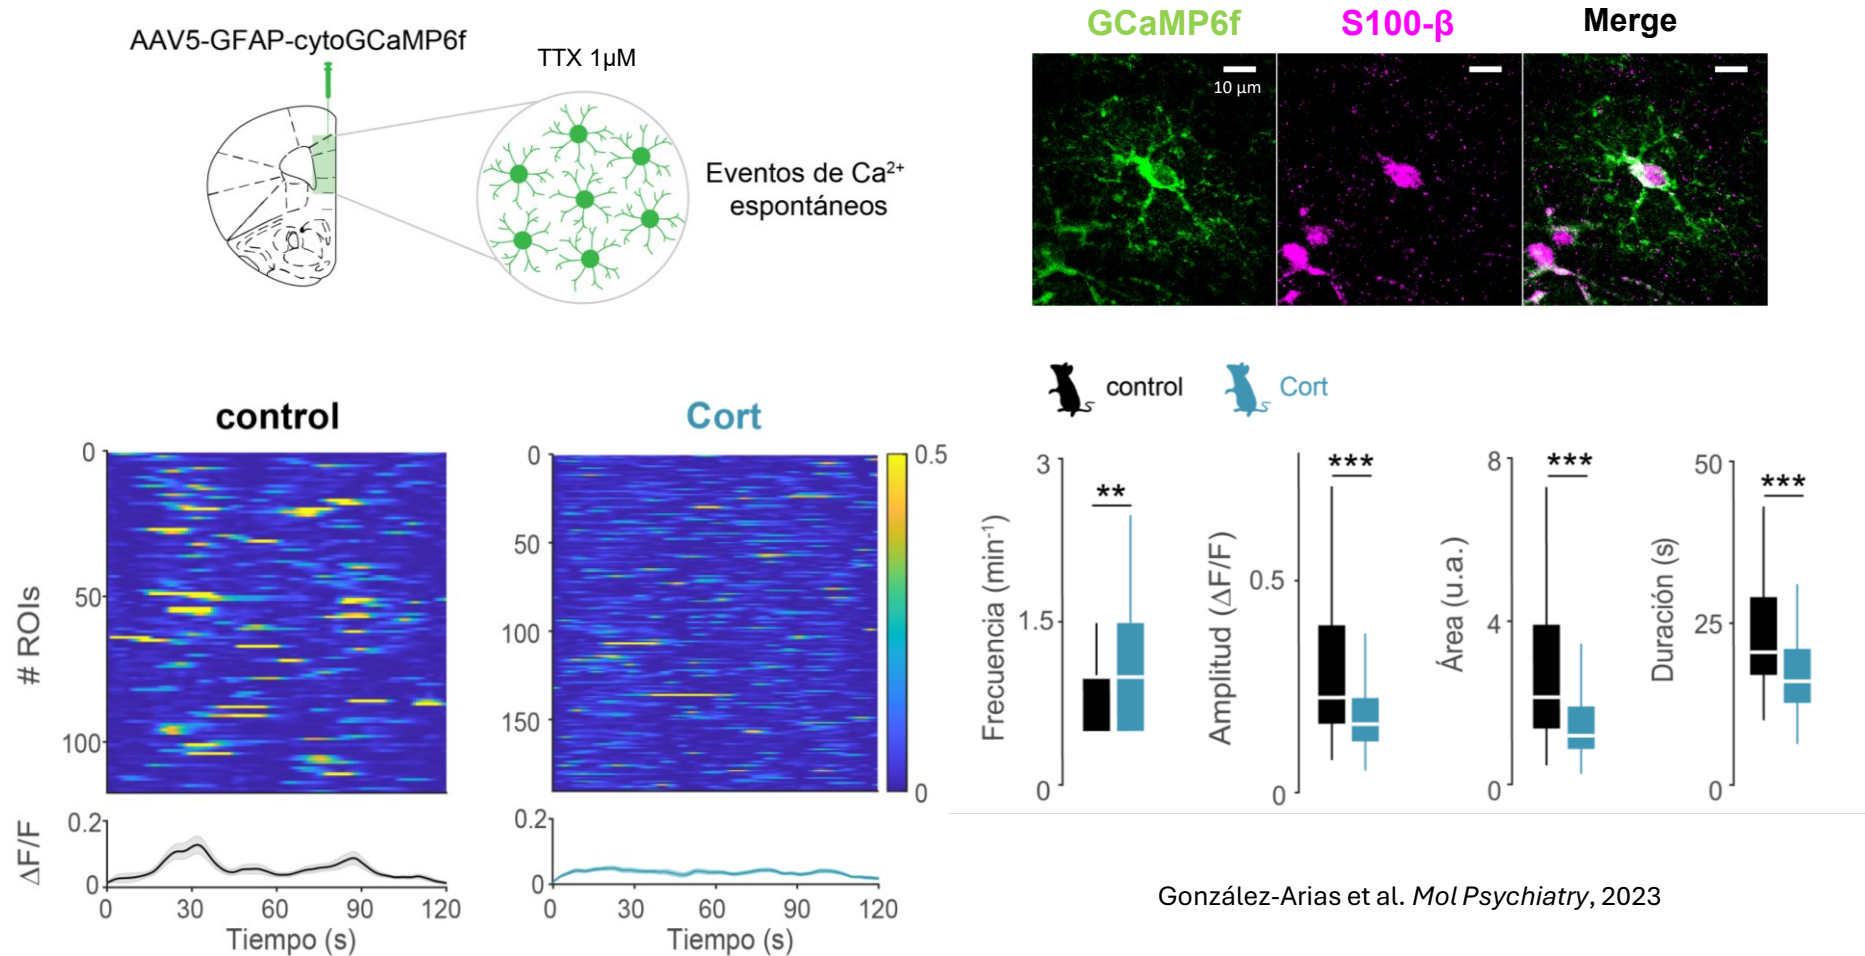 AAV5-GFAP-cytoGCaMP6f
TTX 1µM
Eventos de Ca²⁺
espontáneos
GCaMP6f
S100-β
Merge
10 µm
control
Cort
control
Cort
# ROIs
0
50
100
0
50
100
150
0.5
0
ΔF/F
0.2
0
0 30 60 90 120
Tiempo (s)
0.2
0
0 30 60 90 120
Tiempo (s)
Frecuencia (min⁻¹)
3
1.5
0
**
Amplitud (ΔF/F)
0.5
0
***
Área (u.a.)
8
4
0
***
Duración (s)
50
25
0
***
González-Arias et al. Mol Psychiatry, 2023